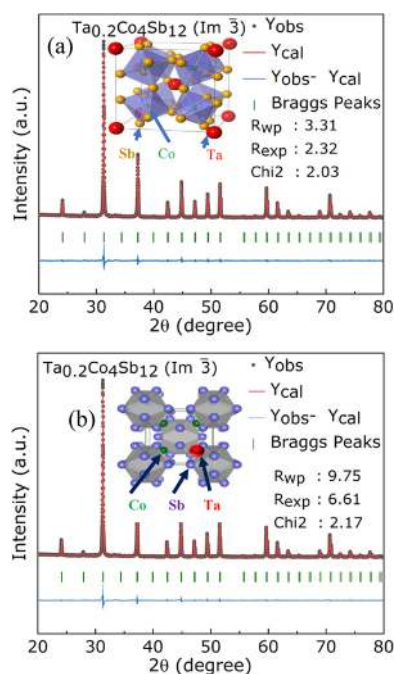 Ta0.2Co4Sb12 (Im 3̅)
(a)
Yobs
Ycal
Yobs- Ycal
Braggs Peaks
Rwp : 3.31
Rexp : 2.32
Chi2 : 2.03
Sb Co Ta
Intensity (a.u.)
20 30 40 50 60 70 80
2θ (degree)
Ta0.2Co4Sb12 (Im 3̅)
(b)
Yobs
Ycal
Yobs- Ycal
Braggs Peaks
Rwp : 9.75
Rexp : 6.61
Chi2 : 2.17
Co Sb Ta
Intensity (a.u.)
20 30 40 50 60 70 80
2θ (degree)